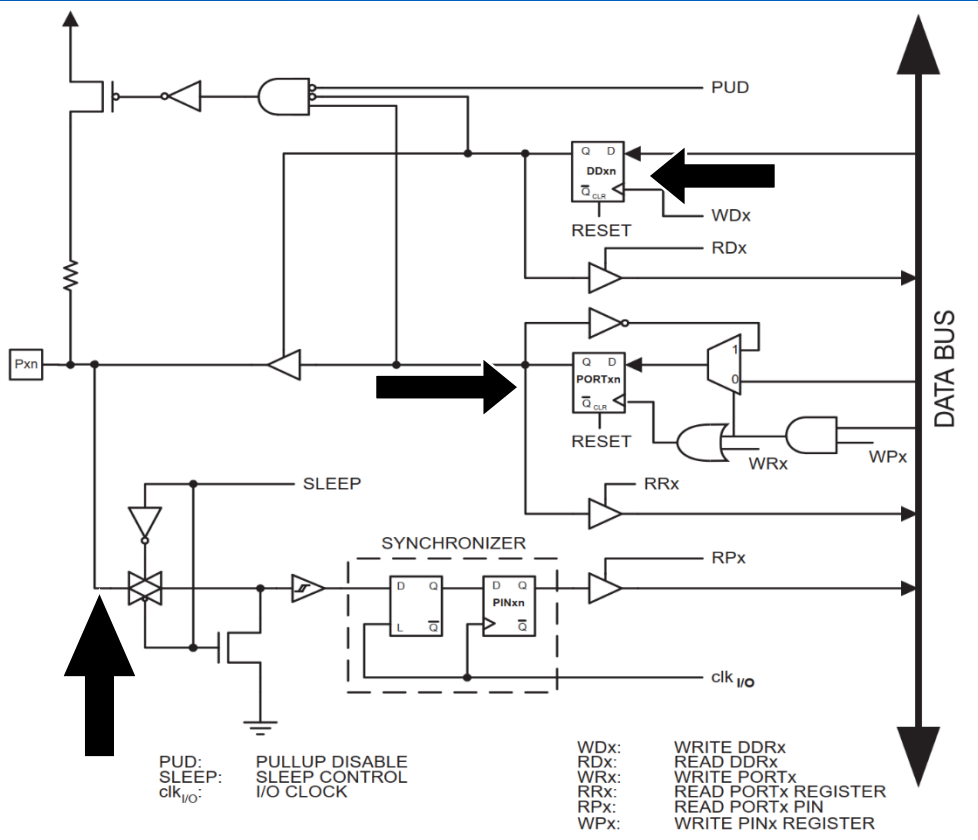 PUD
Q D
DDxn
Q CLR
WDx
RESET
RDx
Pxn
1
Q D
PORTxn
0
Q CLR
RESET
WRx
WPx
DATA BUS
SLEEP
RRx
SYNCHRONIZER
RPx
D Q
D Q
PINxn
L Q
Q
clk I/O
PUD: PULLUP DISABLE
SLEEP: SLEEP CONTROL
clkI/O: I/O CLOCK
WDx: WRITE DDRx
RDx: READ DDRx
WRx: WRITE PORTx
RRx: READ PORTx REGISTER
RPx: READ PORTx PIN
WPx: WRITE PINx REGISTER